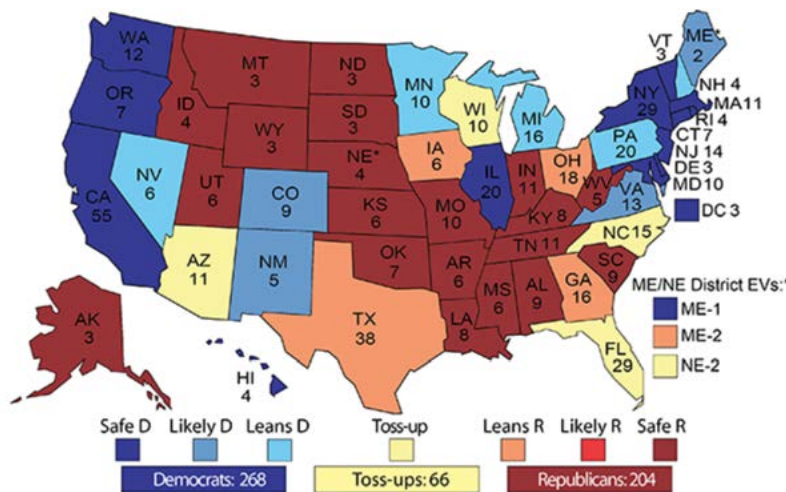 WA
12
OR
7
CA
55
NV
6
ID
4
MT
3
WY
3
UT
6
AZ
11
CO
9
NM
5
ND
3
SD
3
NE*
4
KS
6
OK
7
TX
38
MN
10
IA
6
MO
10
AR
6
LA
8
WI
10
IL
20
MI
16
IN
11
OH
18
KY 8
TN 11
MS
6
AL
9
GA
16
FL
29
SC
9
NC 15
VA
13
WV
5
PA
20
NY
29
VT
3
ME*
2
NH 4
MA 11
RI 4
CT 7
NJ 14
DE 3
MD 10
DC 3
AK
3
HI
4
ME/NE District EVs:*
ME-1
ME-2
NE-2
Safe D Likely D Leans D Toss-up Leans R Likely R Safe R
Democrats: 268 Toss-ups: 66 Republicans: 204